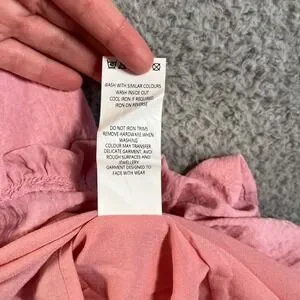 WASH WITH SIMILAR COLOURS
WASH INSIDE OUT
COOL IRON IF REQUIRED
IRON ON REVERSE
DO NOT IRON TRIMS
REMOVE HARDWARE WHEN
WASHING
COLOUR MAY TRANSFER
DELICATE GARMENT, AVOI
ROUGH SURFACES AND
JEWELLERY
GARMENT DESIGNED TO
FADE WITH WEAR